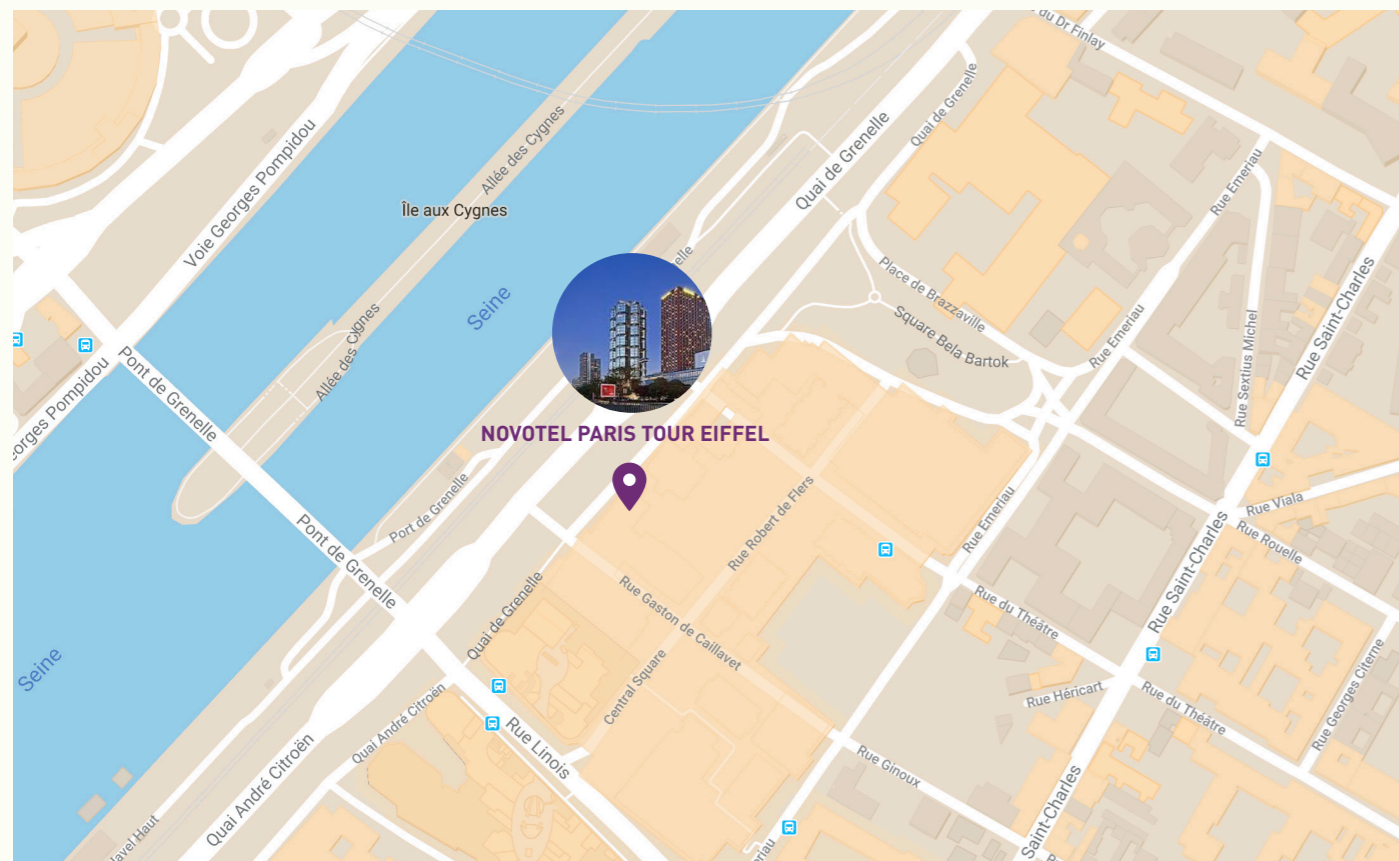 du Dr Finlay
Quai de Grenelle
Quai de Grenelle
Allée des Cygnes
Voie Georges Pompidou
Île aux Cygnes
Rue Emeriau
elle
Place de Brazzaville
Square Bela Bartok
Seine
Rue Saint-Charles
Rue Emeriau
Rue Sextius Michel
Allée des Cygnes
Pont de Grenelle
orges Pompidou
NOVOTEL PARIS TOUR EIFFEL
Port de Grenelle
Rue Robert de Flers
Rue Emeriau
Rue Viala
Rue Rouelle
Pont de Grenelle
Quai de Grenelle
Rue Gaston de Caillavet
Rue du Théâtre
Rue Saint-Charles
Seine
Central Square
Rue Héricart
Rue du Théâtre
Rue Georges Citerne
Quai André Citroën
Rue Linois
Rue Ginoux
Quai André Citroën
avel Haut
riau
Saint-Charles